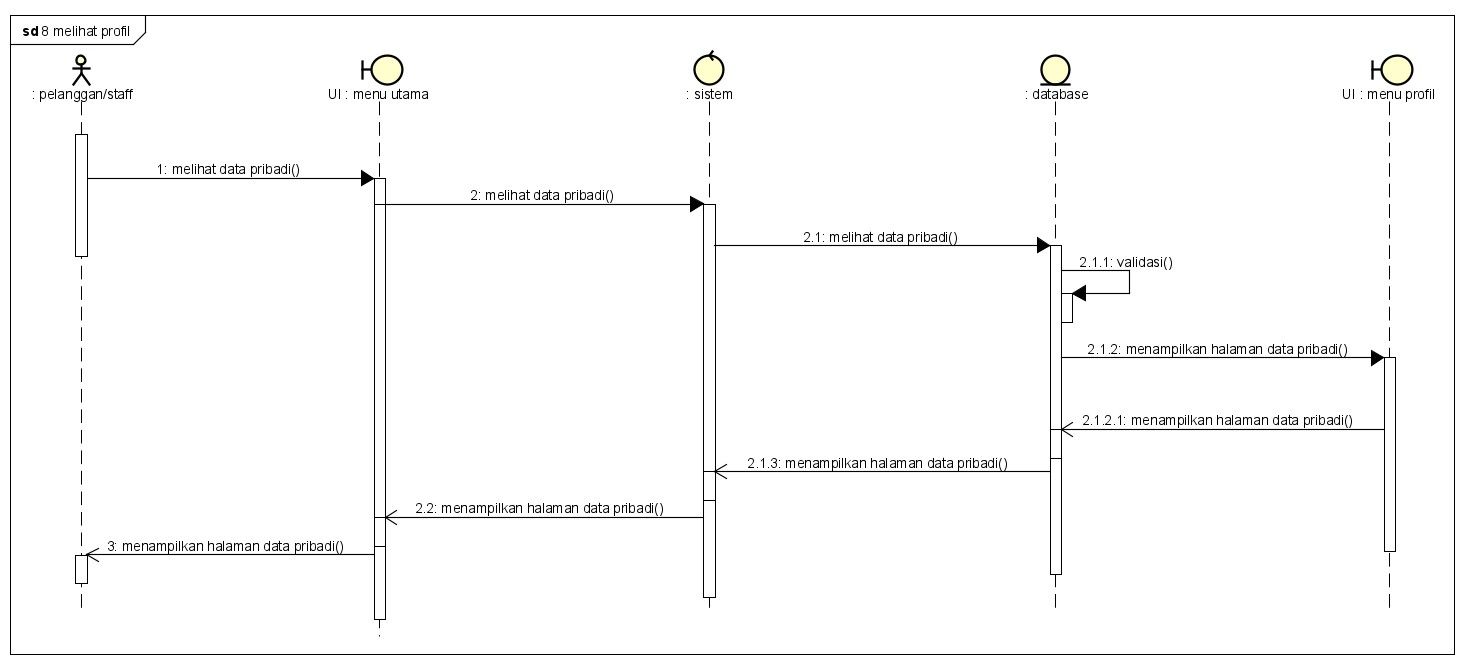 sd 8 melihat profil
: pelanggan/staff
UI : menu utama
: sistem
: database
UI : menu profil
1: melihat data pribadi()
2: melihat data pribadi()
2.1: melihat data pribadi()
2.1.1: validasi()
2.1.2: menampilkan halaman data pribadi()
2.1.2.1: menampilkan halaman data pribadi()
2.1.3: menampilkan halaman data pribadi()
2.2: menampilkan halaman data pribadi()
3: menampilkan halaman data pribadi()